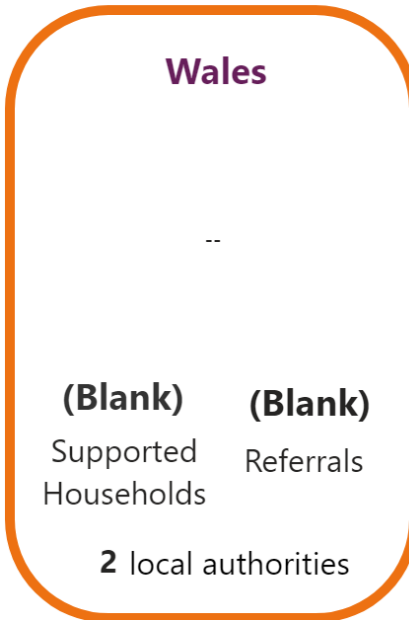 Wales
--
(Blank) (Blank)
Supported Referrals
Households
2 local authorities